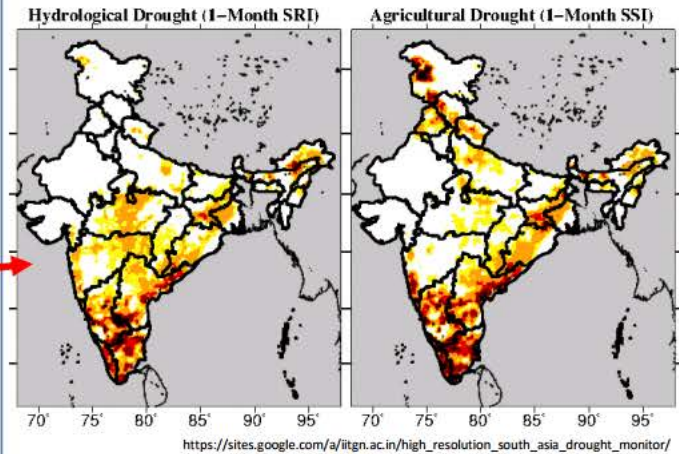 Hydrological Drought (1-Month SRI) Agricultural Drought (1-Month SSI)
70° 75° 80° 85° 90° 95° 70° 75° 80° 85° 90° 95°
https://sites.google.com/a/iitgn.ac.in/high_resolution_south_asia_drought_monitor/